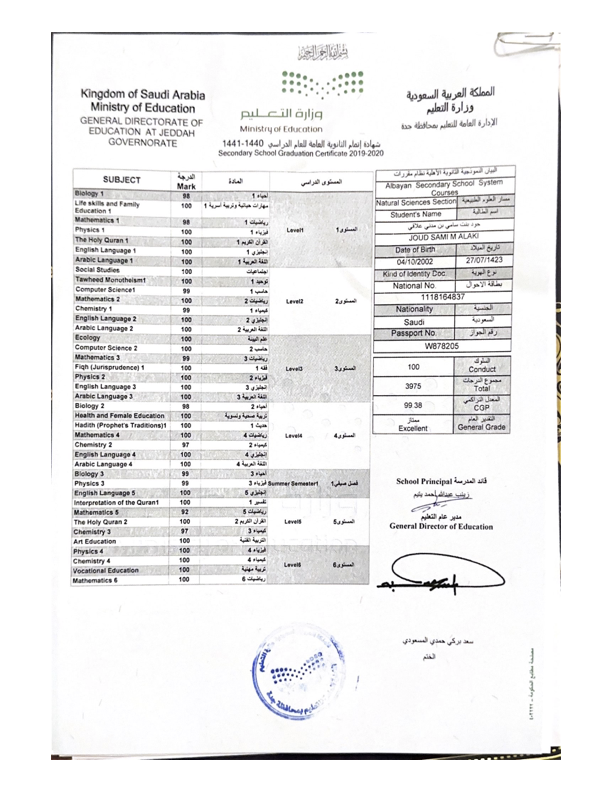 بسم الله الرحمن الرحيم
Kingdom of Saudi Arabia
Ministry of Education
GENERAL DIRECTORATE OF
EDUCATION AT JEDDAH
GOVERNORATE
وزارة التعليم
Ministry of Education
المملكة العربية السعودية
وزارة التعليم
الإدارة العامة للتعليم بمحافظة جدة
شهادة إتمام الثانوية العامة للعام الدراسي 1440-1441
Secondary School Graduation Certificate 2019-2020
SUBJECT الدرجة Mark المادة المستوى الدراسي
Biology 1 98 أحياء 1
Life skills and Family Education 1 100 مهارات حياتية وتربية أسرية 1
Mathematics 1 98 رياضيات 1
Physics 1 100 فيزياء 1 Level1 المستوى1
The Holy Quran 1 100 القرآن الكريم 1
English Language 1 100 إنجليزي 1
Arabic Language 1 100 اللغة العربية 1
Social Studies 100 اجتماعيات
Tawheed Monotheism1 100 توحيد 1
Computer Science1 99 حاسب 1
Mathematics 2 100 رياضيات 2 Level2 المستوى2
Chemistry 1 99 كيمياء 1
English Language 2 100 إنجليزي 2
Arabic Language 2 100 اللغة العربية 2
Ecology 100 علم البيئة
Computer Science 2 100 حاسب 2
Mathematics 3 99 رياضيات 3
Fiqh (Jurisprudence) 1 100 فقه 1 Level3 المستوى3
Physics 2 100 فيزياء 2
English Language 3 100 إنجليزي 3
Arabic Language 3 100 اللغة العربية 3
Biology 2 98 أحياء 2
Health and Female Education 100 تربية صحية ونسوية
Hadith (Prophet's Traditions)1 100 حديث 1
Mathematics 4 100 رياضيات 4 Level4 المستوى4
Chemistry 2 97 كيمياء 2
English Language 4 100 إنجليزي 4
Arabic Language 4 100 اللغة العربية 4
Biology 3 99 أحياء 3
Physics 3 99 فيزياء 3 Summer Semester1 فصل صيفي1
English Language 5 100 إنجليزي 5
Interpretation of the Quran1 100 تفسير 1
Mathematics 5 92 رياضيات 5
The Holy Quran 2 100 القرآن الكريم 2 Level5 المستوى5
Chemistry 3 97 كيمياء 3
Art Education 100 التربية الفنية
Physics 4 100 فيزياء 4
Chemistry 4 100 كيمياء 4 Level6 المستوى6
Vocational Education 100 تربية مهنية
Mathematics 6 100 رياضيات 6
البيان النموذجية الثانوية الأهلية نظام مقررات
Albayan Secondary School System
Courses
Natural Sciences Section مسار العلوم الطبيعية
Student's Name اسم الطالبة
جود بنت سامي بن مدني علاقي
JOUD SAMI M ALAKI
Date of Birth تاريخ الميلاد
04/10/2002 27/07/1423
Kind of Identity Doc. نوع الهوية
National No. بطاقة الأحوال
1118164837
Nationality الجنسية
Saudi السعودية
Passport No. رقم الجواز
W878205
100 السلوك Conduct
3975 مجموع الدرجات Total
99.38 المعدل التراكمي CGP
ممتاز Excellent التقدير العام General Grade
School Principal قائد المدرسة
زينب عبدالله احمد بتيم
مدير عام التعليم
General Director of Education
سعد بركي حمدي المسعودي
الختم